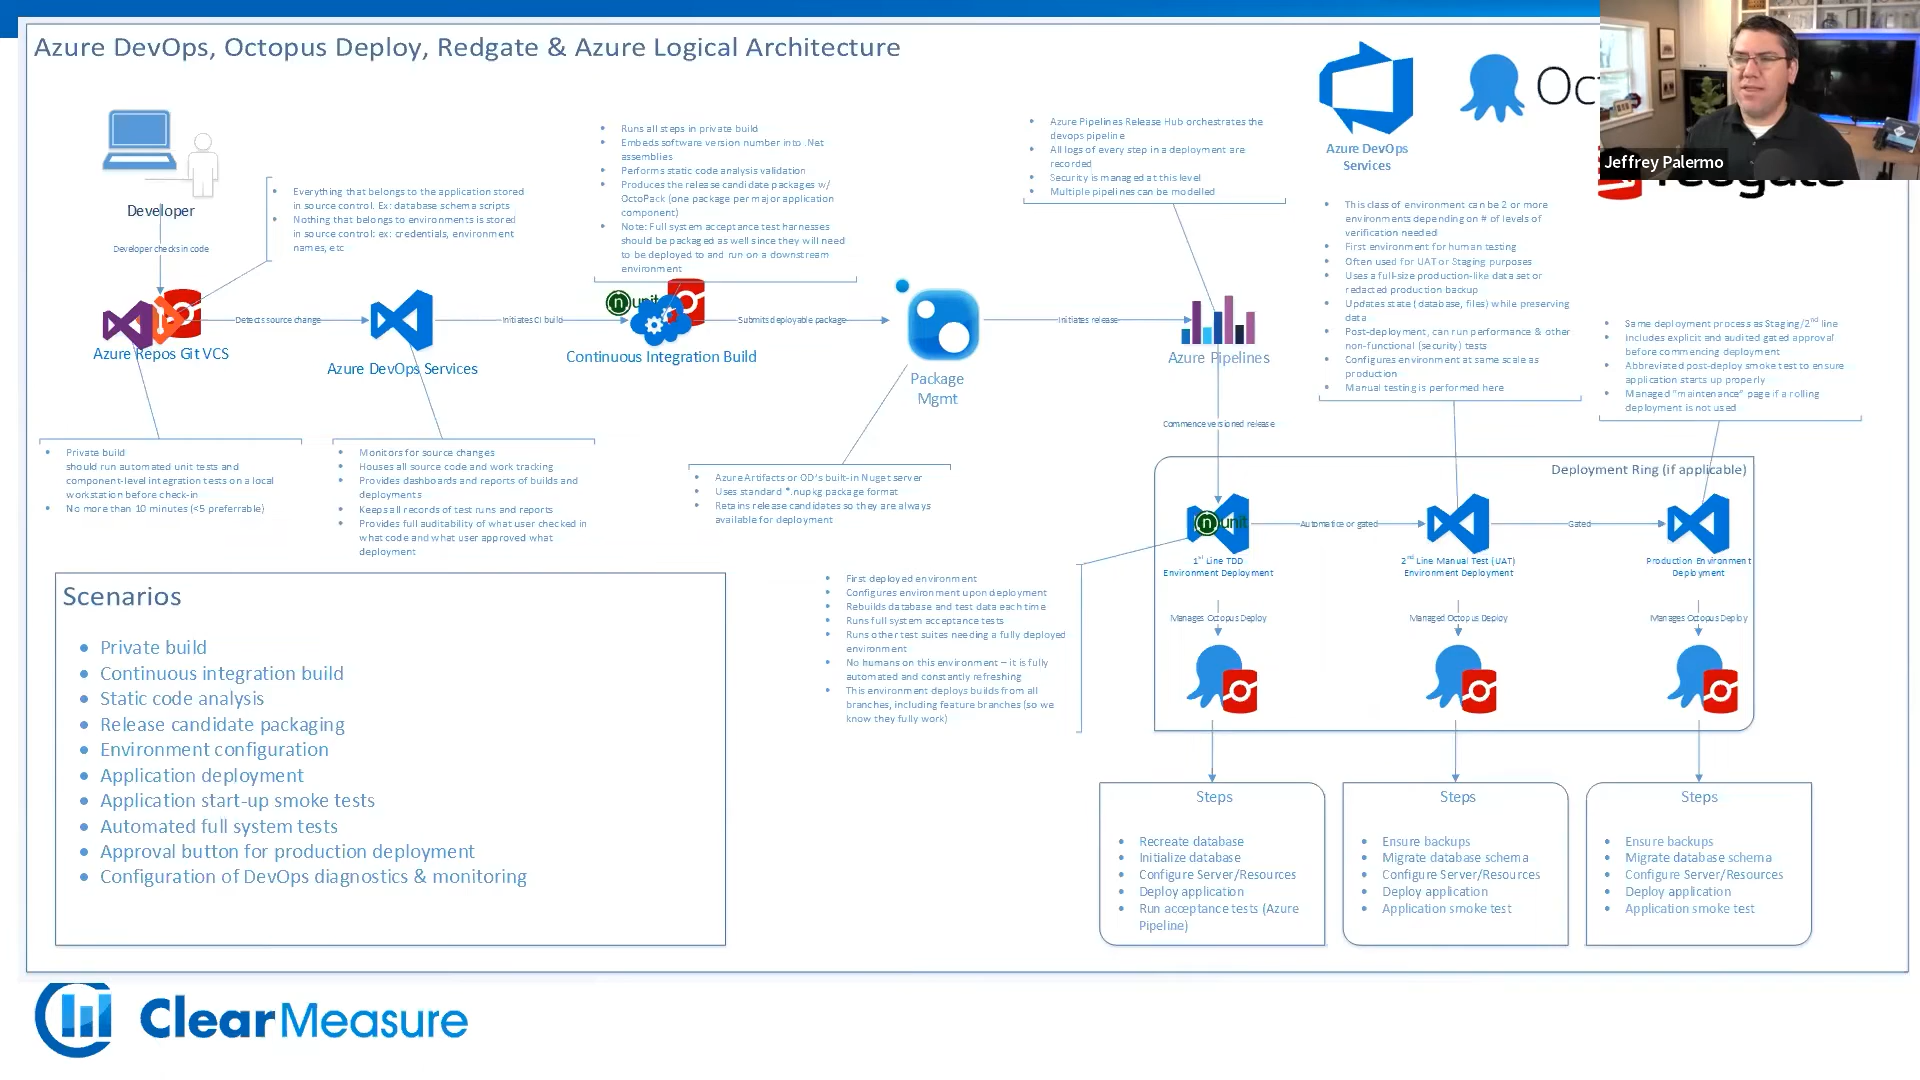 Azure DevOps, Octopus Deploy, Redgate & Azure Logical Architecture
Oc
Jeffrey Palermo
redgate
Azure DevOps
Services
Developer
Developer checks in code
• Everything that belongs to the application stored
in source control. Ex: database schema scripts
• Nothing that belongs to environments is stored
in source control: ex: credentials, environment
names, etc
Azure Repos Git VCS
Detects source change
Azure DevOps Services
Initiates CI build
• Runs all steps in private build
• Embeds software version number into .Net
assemblies
• Performs static code analysis validation
• Produces the release candidate packages w/
OctoPack (one package per major application
component)
• Note: Full system acceptance test harnesses
should be packaged as well since they will need
to be deployed to and run on a downstream
environment
nunit
Continuous Integration Build
Submits deployable package
Package
Mgmt
Initiates release
• Azure Pipelines Release Hub orchestrates the
devops pipeline
• All logs of every step in a deployment are
recorded
• Security is managed at this level
• Multiple pipelines can be modelled
Azure Pipelines
Commence versioned release
• This class of environment can be 2 or more
environments depending on # of levels of
verification needed
• First environment for human testing
• Often used for UAT or Staging purposes
• Uses a full-size production-like data set or
redacted production backup
• Updates state (database, files) while preserving
data
• Post-deployment, can run performance & other
non-functional (security) tests
• Configures environment at same scale as
production
• Manual testing is performed here
• Same deployment process as Staging/2nd line
• Includes explicit and audited gated approval
before commencing deployment
• Abbreviated post-deploy smoke test to ensure
application starts up properly
• Managed "maintenance" page if a rolling
deployment is not used
• Private build
should run automated unit tests and
component-level integration tests on a local
workstation before check-in
• No more than 10 minutes (<5 preferrable)
• Monitors for source changes
• Houses all source code and work tracking
• Provides dashboards and reports of builds and
deployments
• Keeps all records of test runs and reports
• Provides full auditability of what user checked in
what code and what user approved what
deployment
• Azure Artifacts or OD's built-in Nuget server
• Uses standard *.nupkg package format
• Retains release candidates so they are always
available for deployment
• First deployed environment
• Configures environment upon deployment
• Rebuilds database and test data each time
• Runs full system acceptance tests
• Runs other test suites needing a fully deployed
environment
• No humans on this environment – it is fully
automated and constantly refreshing
• This environment deploys builds from all
branches, including feature branches (so we
know they fully work)
Deployment Ring (if applicable)
nunit
1st Line TDD
Environment Deployment
Automatice or gated
2nd Line Manual Test (UAT)
Environment Deployment
Gated
Production Environment
Deployment
Manages Octopus Deploy
Managed Octopus Deploy
Manages Octopus Deploy
Steps
• Recreate database
• Initialize database
• Configure Server/Resources
• Deploy application
• Run acceptance tests (Azure
Pipeline)
Steps
• Ensure backups
• Migrate database schema
• Configure Server/Resources
• Deploy application
• Application smoke test
Steps
• Ensure backups
• Migrate database schema
• Configure Server/Resources
• Deploy application
• Application smoke test
Scenarios
• Private build
• Continuous integration build
• Static code analysis
• Release candidate packaging
• Environment configuration
• Application deployment
• Application start-up smoke tests
• Automated full system tests
• Approval button for production deployment
• Configuration of DevOps diagnostics & monitoring
ClearMeasure